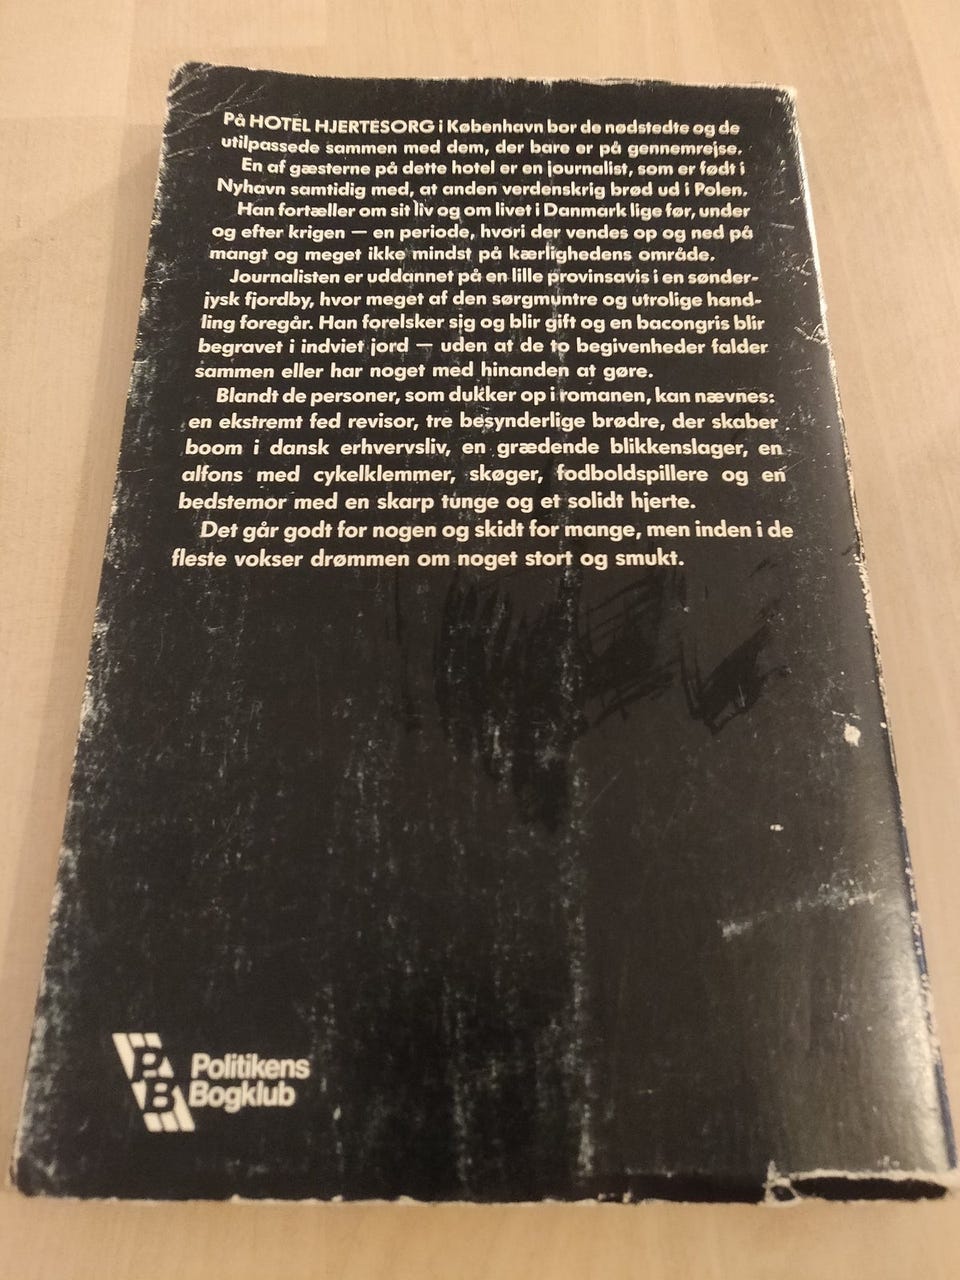 På HOTEL HJERTESORG i København bor de nødstedte og de
utilpassede sammen med dem, der bare er på gennemrejse.
En af gæsterne på dette hotel er en journalist, som er født i
Nyhavn samtidig med, at anden verdenskrig brød ud i Polen.
Han fortæller om sit liv og om livet i Danmark lige før, under
og efter krigen — en periode, hvori der vendes op og ned på
mangt og meget ikke mindst på kærlighedens område.
Journalisten er uddannet på en lille provinsavis i en sønder-
jysk fjordby, hvor meget af den sørgmuntre og utrolige hand-
ling foregår. Han forelsker sig og blir gift og en bacongris blir
begravet i indviet jord — uden at de to begivenheder falder
sammen eller har noget med hinanden at gøre.
Blandt de personer, som dukker op i romanen, kan nævnes:
en ekstremt fed revisor, tre besynderlige brødre, der skaber
boom i dansk erhvervsliv, en grædende blikkenslager, en
alfons med cykelklemmer, skøger, fodboldspillere og en
bedstemor med en skarp tunge og et solidt hjerte.
Det går godt for nogen og skidt for mange, men inden i de
fleste vokser drømmen om noget stort og smukt.
PB
Politikens
Bogklub